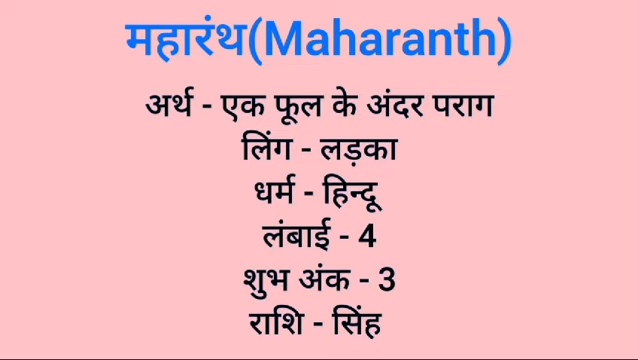 महारंथ(Maharanth)
अर्थ - एक फूल के अंदर पराग
लिंग - लड़का
धर्म - हिन्दू
लंबाई - 4
शुभ अंक - 3
राशि - सिंह